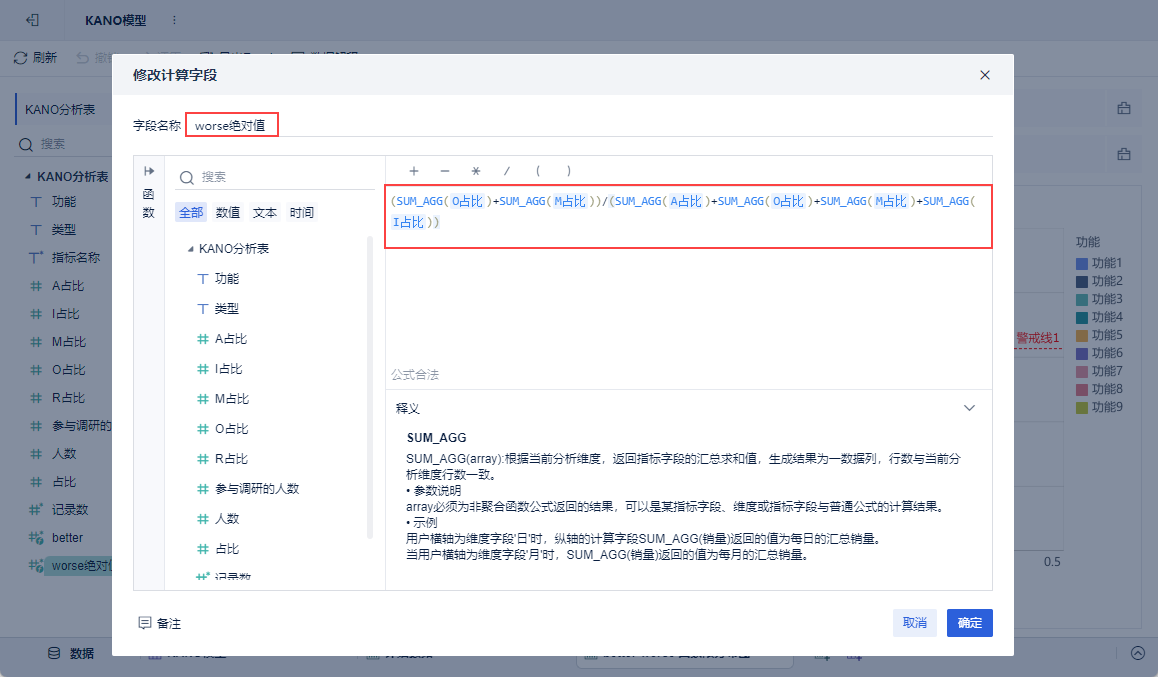 KANO模型
刷新
修改计算字段
字段名称
worse绝对值
KANO分析表
搜索
KANO分析表
功能
类型
指标名称
A占比
I占比
M占比
O占比
R占比
参与调研的
人数
占比
记录数
better
worse绝对值
函
数
搜索
全部
数值
文本
时间
KANO分析表
功能
类型
A占比
I占比
M占比
O占比
R占比
参与调研的人数
人数
占比
记录数
+ − * / ( )
(SUM_AGG(O占比)+SUM_AGG(M占比))/(SUM_AGG(A占比)+SUM_AGG(O占比)+SUM_AGG(M占比)+SUM_AGG(
I占比))
公式合法
释义
SUM_AGG
SUM_AGG(array):根据当前分析维度，返回指标字段的汇总求和值，生成结果为一数据列，行数与当前分
析维度行数一致。
• 参数说明
array必须为非聚合函数公式返回的结果，可以是某指标字段、维度或指标字段与普通公式的计算结果。
• 示例
用户横轴为维度字段'日'时，纵轴的计算字段SUM_AGG(销量)返回的值为每日的汇总销量。
当用户横轴为维度字段'月'时，SUM_AGG(销量)返回的值为每月的汇总销量。
备注
取消
确定
功能
功能1
功能2
功能3
功能4
功能5
功能6
功能7
功能8
功能9
警戒线1
0.5
数据